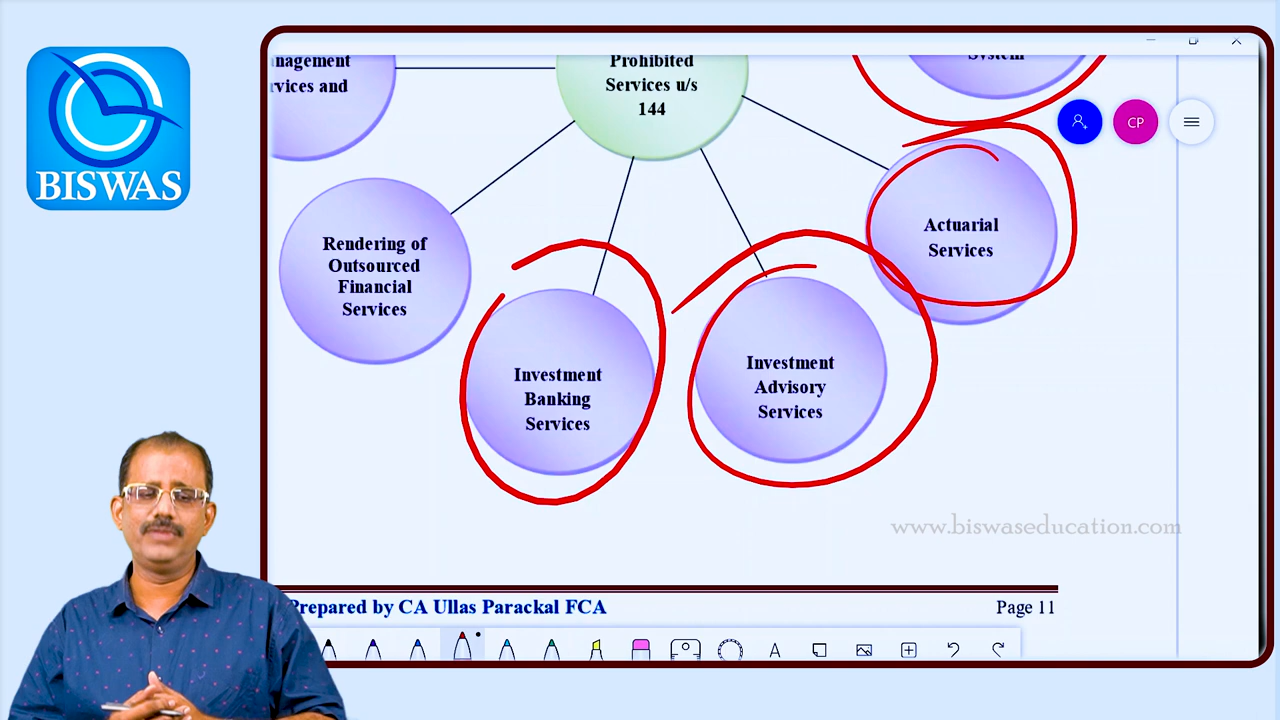 BISWAS
nagement
rvices and
Prohibited
Services u/s
144
System
CP
Actuarial
Services
Rendering of
Outsourced
Financial
Services
Investment
Banking
Services
Investment
Advisory
Services
www.biswaseducation.com
Prepared by CA Ullas Parackal FCA
Page 11
A